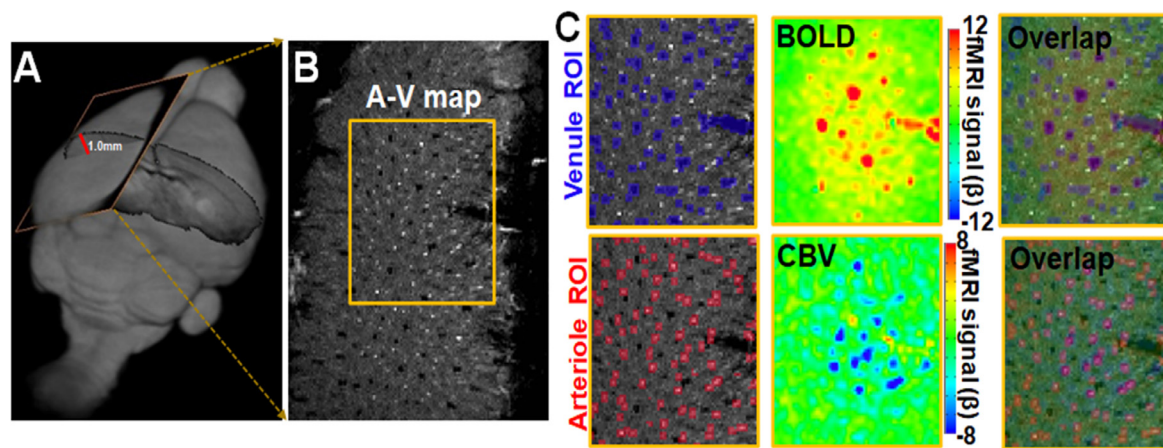 A
1.0mm
B
A-V map
C
Venule ROI
BOLD
12
fMRI signal (β)
-12
Overlap
Arteriole ROI
CBV
8
fMRI signal (β)
-8
Overlap